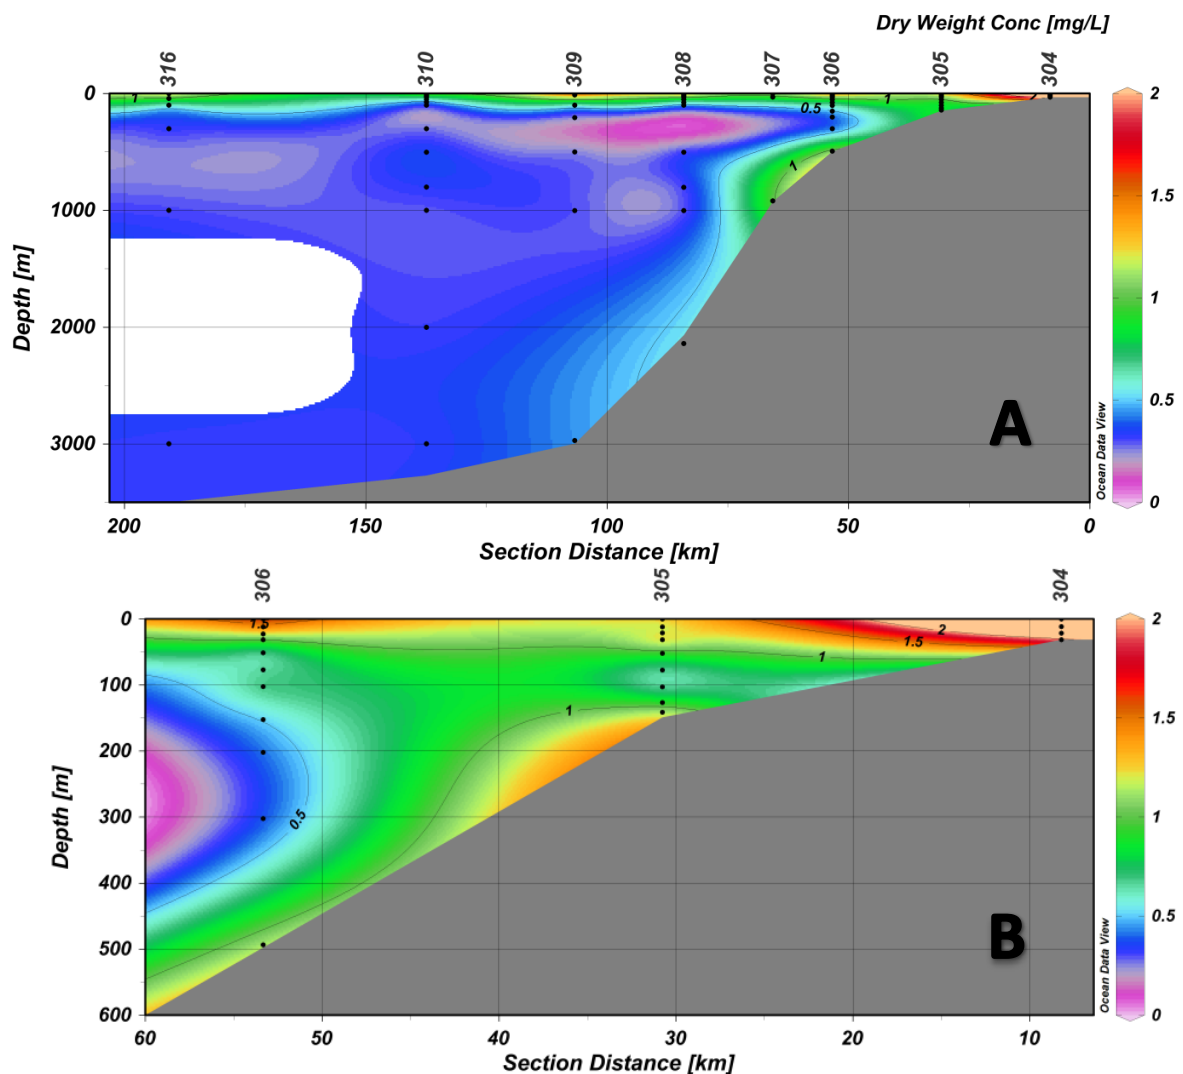 Dry Weight Conc [mg/L]
316 310 309 308 307 306 305 304
0
1000
2000
3000
Depth [m]
1 0.5 1 2
1
200 150 100 50 0
Section Distance [km]
2
1.5
1
0.5
0
Ocean Data View
A
306 305 304
0
100
200
300
400
500
600
Depth [m]
1.5 2
1.5
1
1
0.5
60 50 40 30 20 10
Section Distance [km]
2
1.5
1
0.5
0
Ocean Data View
B